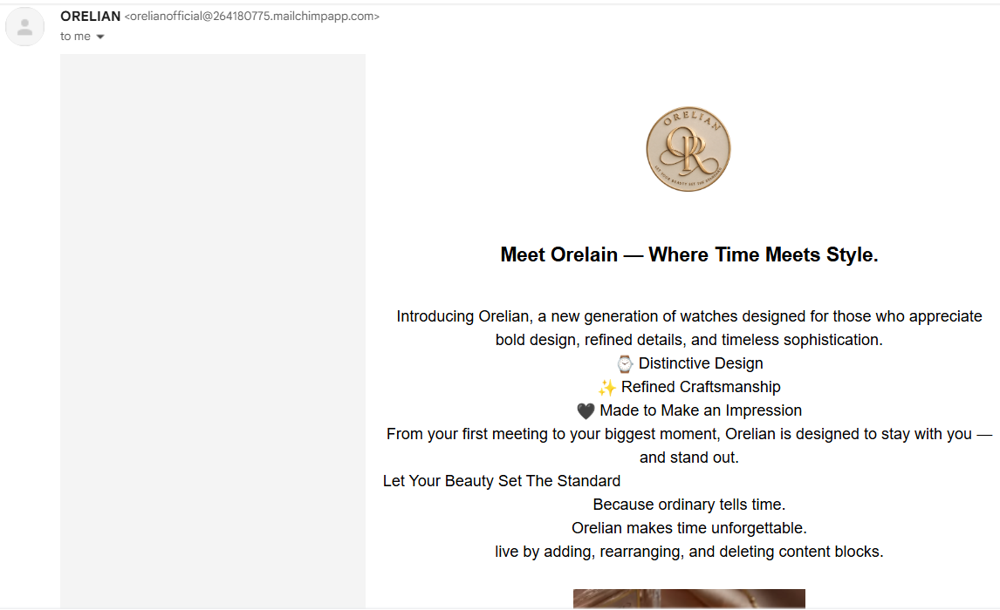 ORELIAN <orelianofficial@264180775.mailchimpapp.com>
to me
ORELIAN
LET YOUR BEAUTY SET THE STANDARD
Meet Orelain — Where Time Meets Style.
Introducing Orelian, a new generation of watches designed for those who appreciate
bold design, refined details, and timeless sophistication.
⌚ Distinctive Design
✨ Refined Craftsmanship
🖤 Made to Make an Impression
From your first meeting to your biggest moment, Orelian is designed to stay with you —
and stand out.
Let Your Beauty Set The Standard
Because ordinary tells time.
Orelian makes time unforgettable.
live by adding, rearranging, and deleting content blocks.